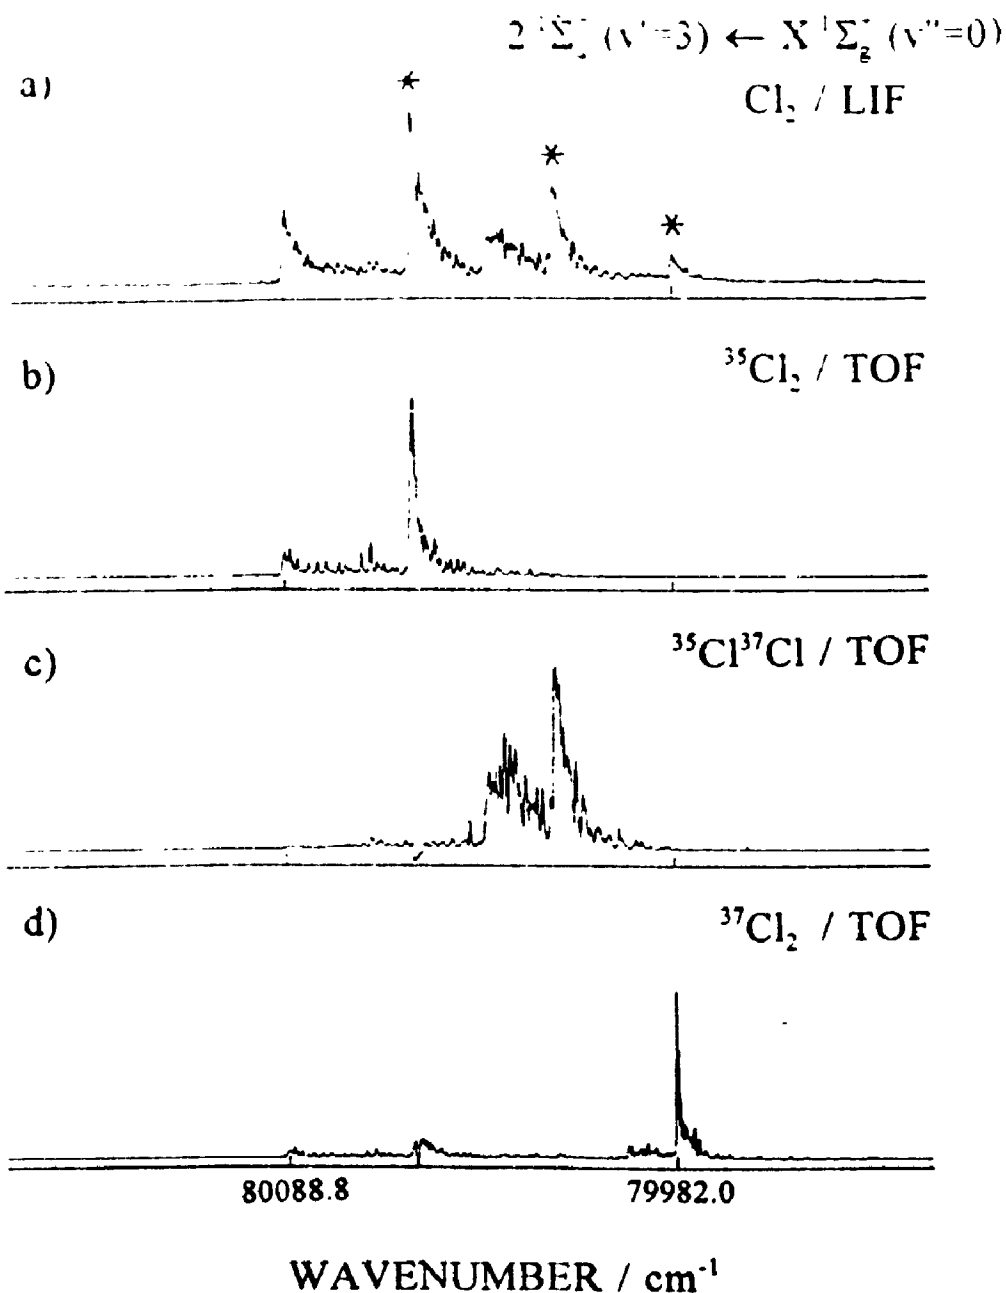 2 ¹Σᵤ⁺ (v'=3) ← X ¹Σg⁺ (v''=0)
a)
Cl₂ / LIF
b)
³⁵Cl₂ / TOF
c)
³⁵Cl³⁷Cl / TOF
d)
³⁷Cl₂ / TOF
80088.8 79982.0
WAVENUMBER / cm⁻¹